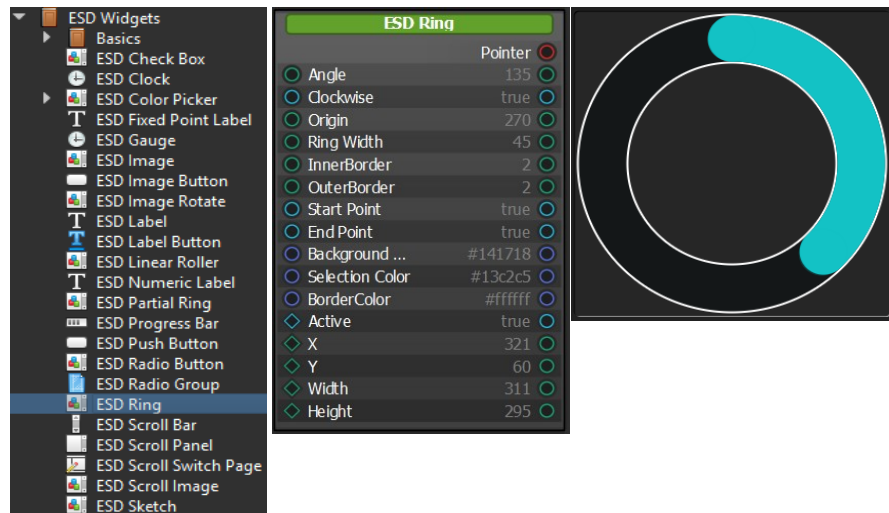 ESD Widgets
Basics
ESD Check Box
ESD Clock
ESD Color Picker
ESD Fixed Point Label
ESD Gauge
ESD Image
ESD Image Button
ESD Image Rotate
ESD Label
ESD Label Button
ESD Linear Roller
ESD Numeric Label
ESD Partial Ring
ESD Progress Bar
ESD Push Button
ESD Radio Button
ESD Radio Group
ESD Ring
ESD Scroll Bar
ESD Scroll Panel
ESD Scroll Switch Page
ESD Scroll Image
ESD Sketch
ESD Ring
Pointer
Angle 135
Clockwise true
Origin 270
Ring Width 45
InnerBorder 2
OuterBorder 2
Start Point true
End Point true
Background ... #141718
Selection Color #13c2c5
BorderColor #ffffff
Active true
X 321
Y 60
Width 311
Height 295